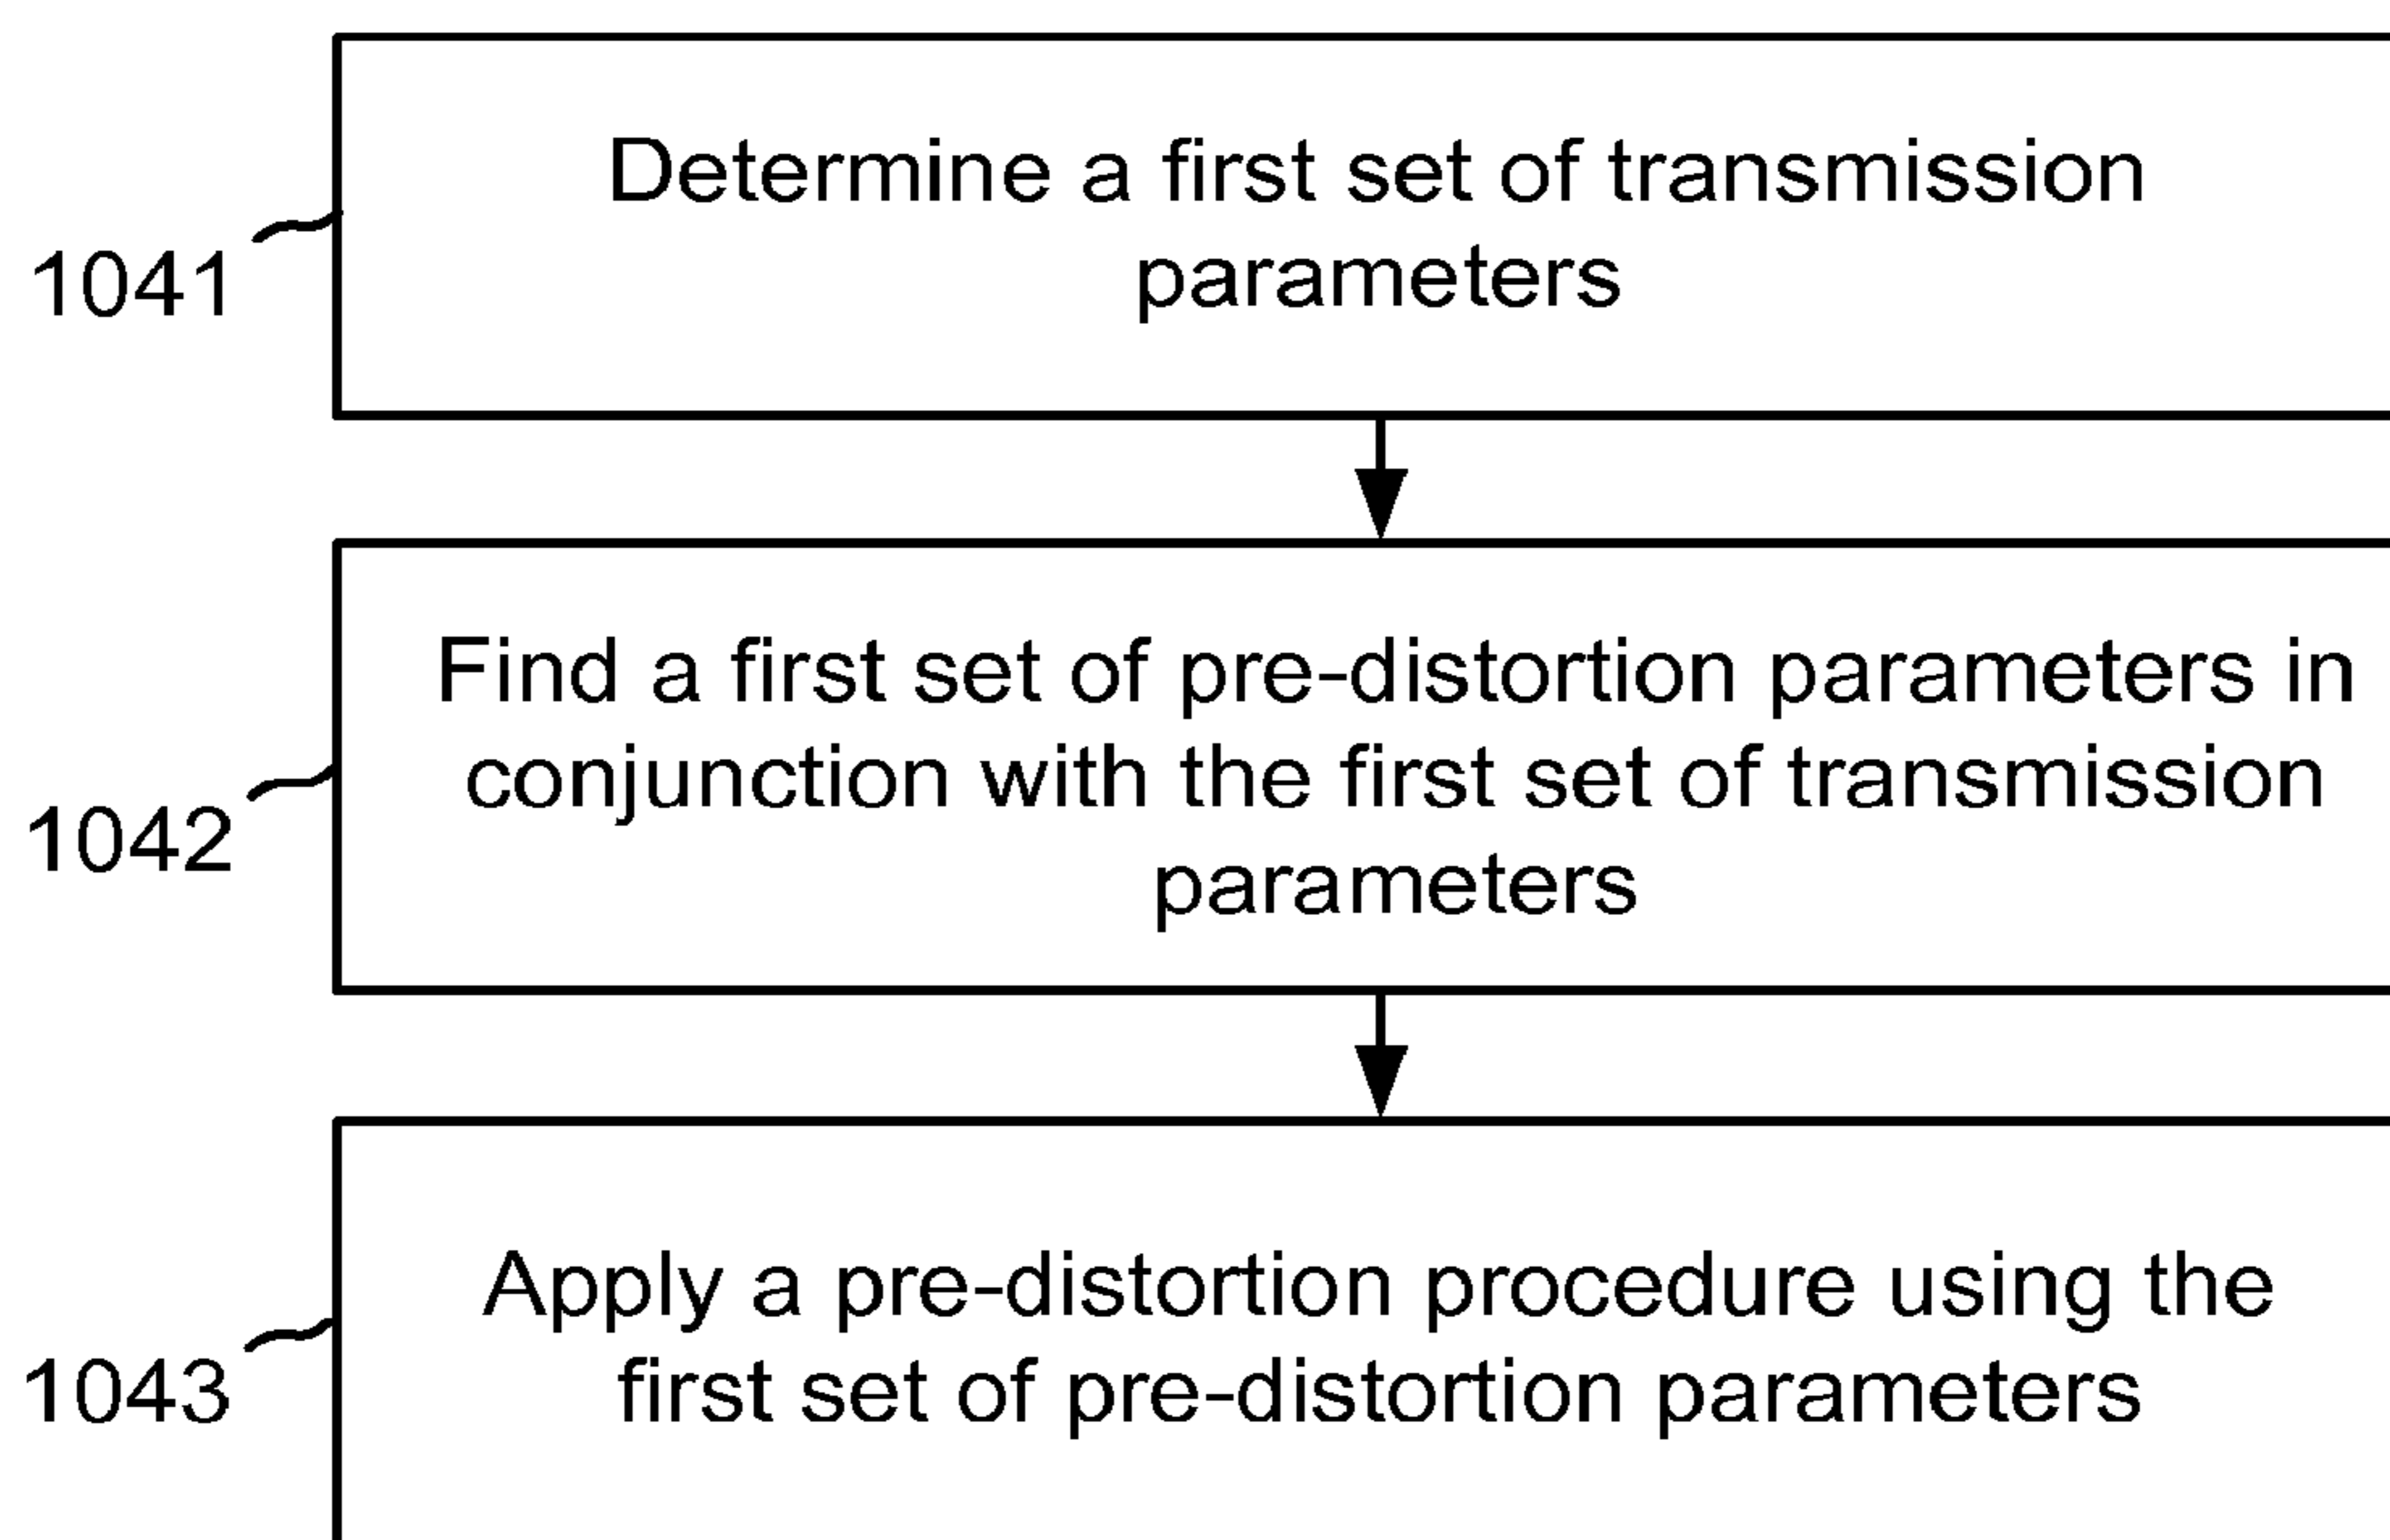 Determine a first set of transmission
parameters
1041
Find a first set of pre-distortion parameters in
conjunction with the first set of transmission
parameters
1042
Apply a pre-distortion procedure using the
first set of pre-distortion parameters
1043